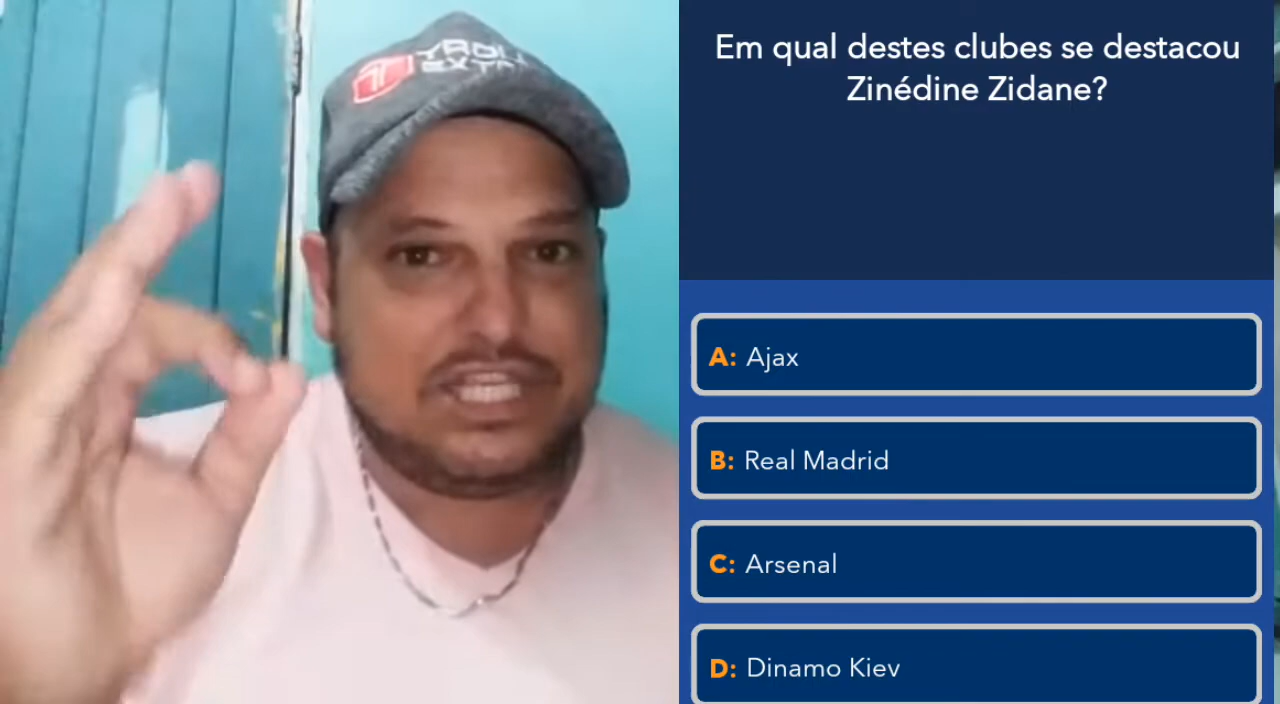 Em qual destes clubes se destacou
Zinédine Zidane?
A: Ajax
B: Real Madrid
C: Arsenal
D: Dinamo Kiev